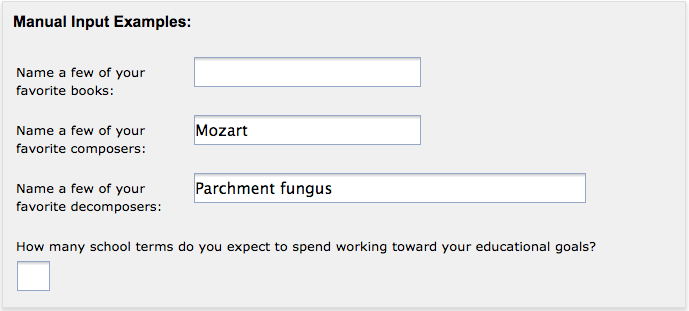 Manual Input Examples:
Name a few of your
favorite books:
Name a few of your
favorite composers:
Mozart
Name a few of your
favorite decomposers:
Parchment fungus
How many school terms do you expect to spend working toward your educational goals?